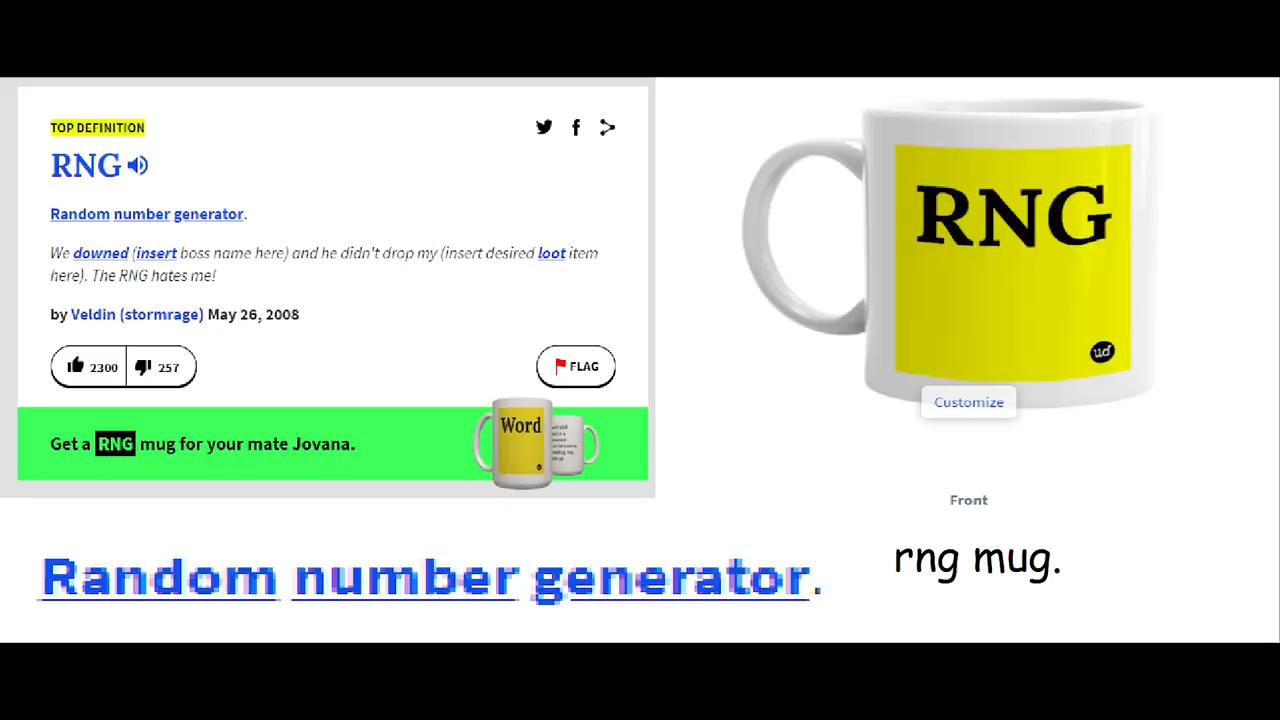 TOP DEFINITION
RNG
Random number generator.
We downed (insert boss name here) and he didn't drop my (insert desired loot item
here). The RNG hates me!
by Veldin (stormrage) May 26, 2008
2300 257
FLAG
Get a RNG mug for your mate Jovana.
Word
RNG
ud
Customize
Front
Random number generator.
rng mug.